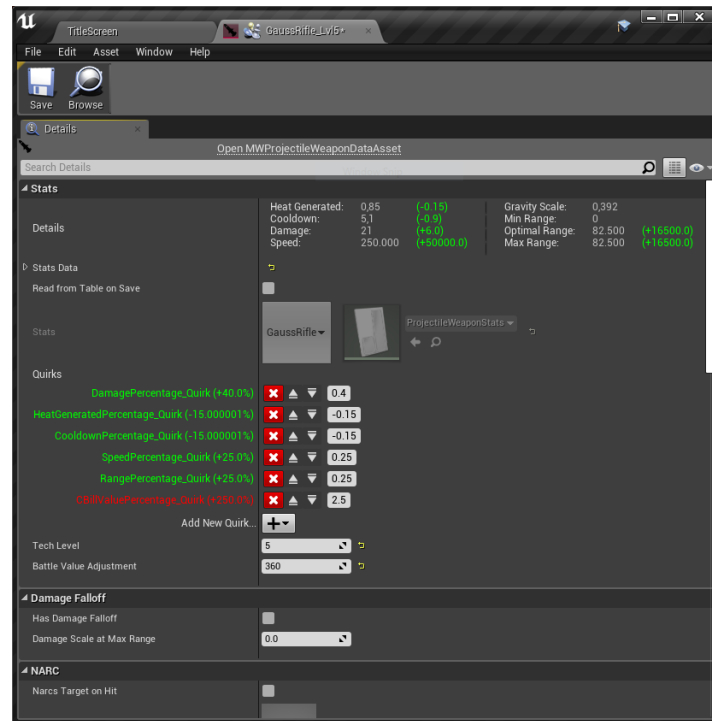 TitleScreen
GaussRifle_Lvl5*
File Edit Asset Window Help
Save Browse
Details
Open MWProjectileWeaponDataAsset
Search Details
Stats
Details
Heat Generated: 0,85 (-0.15) Gravity Scale: 0,392
Cooldown: 5,1 (-0.9) Min Range: 0
Damage: 21 (+6.0) Optimal Range: 82.500 (+16500.0)
Speed: 250.000 (+50000.0) Max Range: 82.500 (+16500.0)
Stats Data
Read from Table on Save
Stats GaussRifle ProjectileWeaponStats
Quirks
DamagePercentage_Quirk (+40.0%) 0.4
HeatGeneratedPercentage_Quirk (-15.000001%) -0.15
CooldownPercentage_Quirk (-15.000001%) -0.15
SpeedPercentage_Quirk (+25.0%) 0.25
RangePercentage_Quirk (+25.0%) 0.25
CBillValuePercentage_Quirk (+250.0%) 2.5
Add New Quirk...
Tech Level 5
Battle Value Adjustment 360
Damage Falloff
Has Damage Falloff
Damage Scale at Max Range 0.0
NARC
Narcs Target on Hit